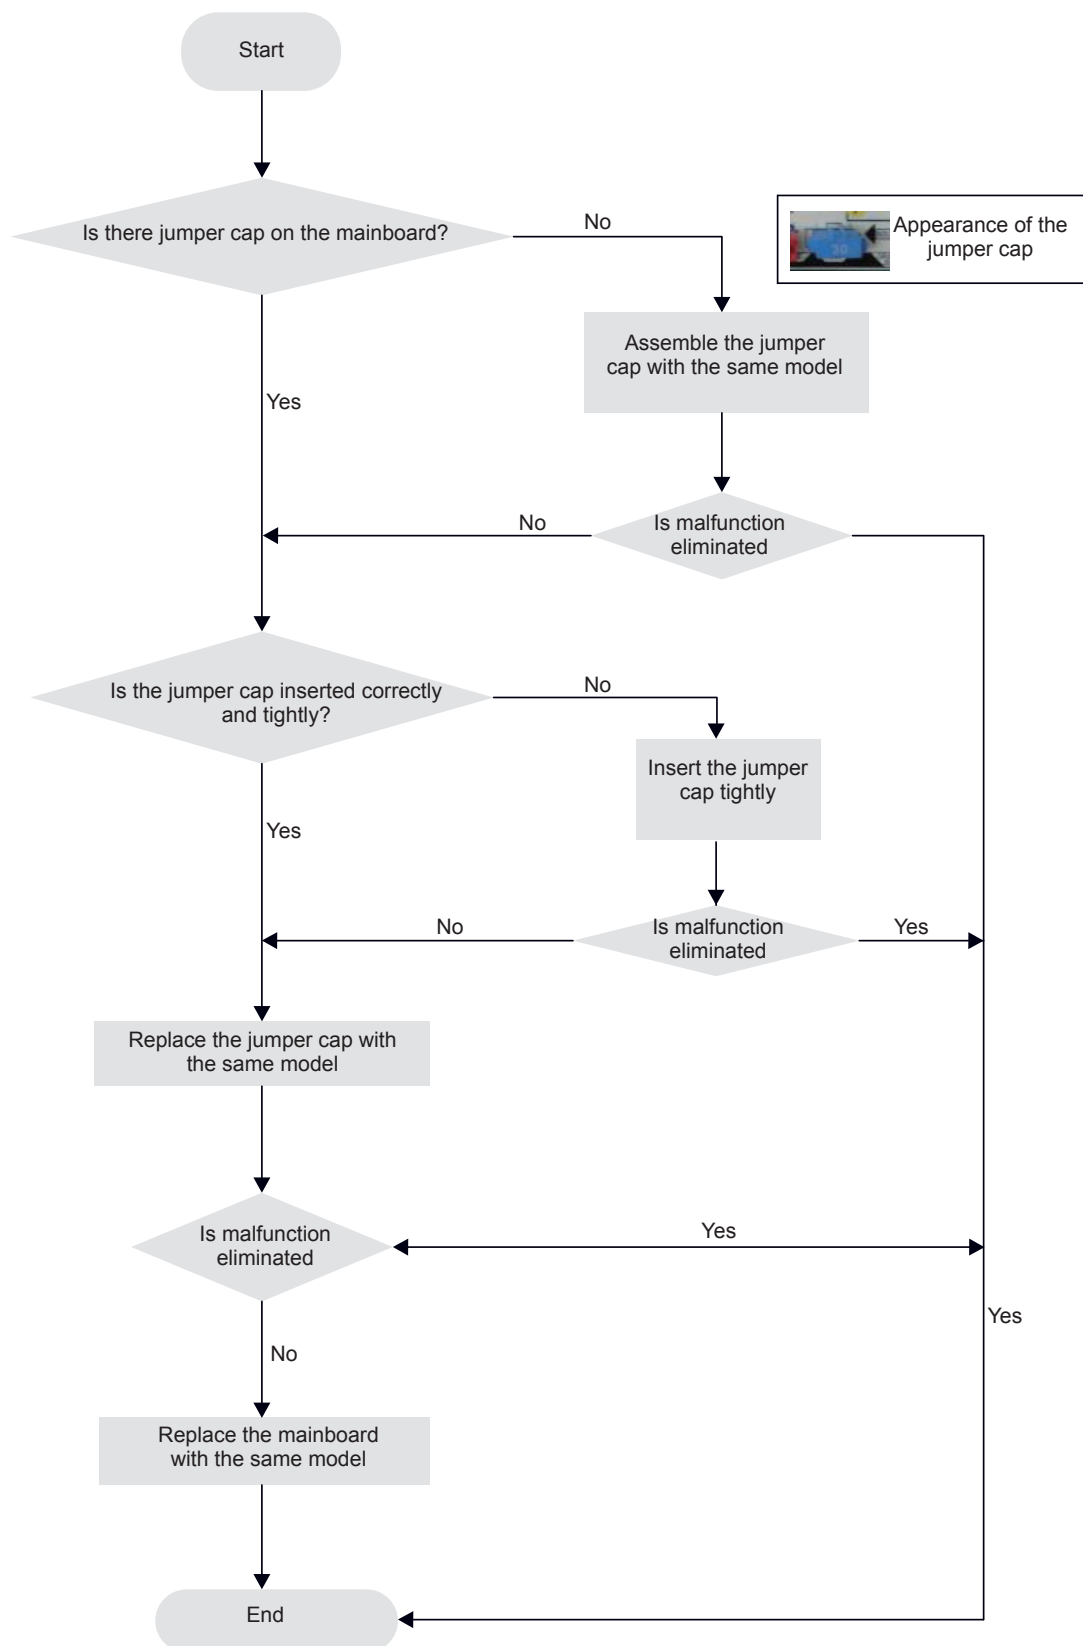 Start
Is there jumper cap on the mainboard?
No
Appearance of the
jumper cap
Assemble the jumper
cap with the same model
Yes
No
Is malfunction
eliminated
Is the jumper cap inserted correctly
and tightly?
No
Insert the jumper
cap tightly
Yes
No
Is malfunction
eliminated
Yes
Replace the jumper cap with
the same model
Is malfunction
eliminated
Yes
Yes
No
Replace the mainboard
with the same model
End